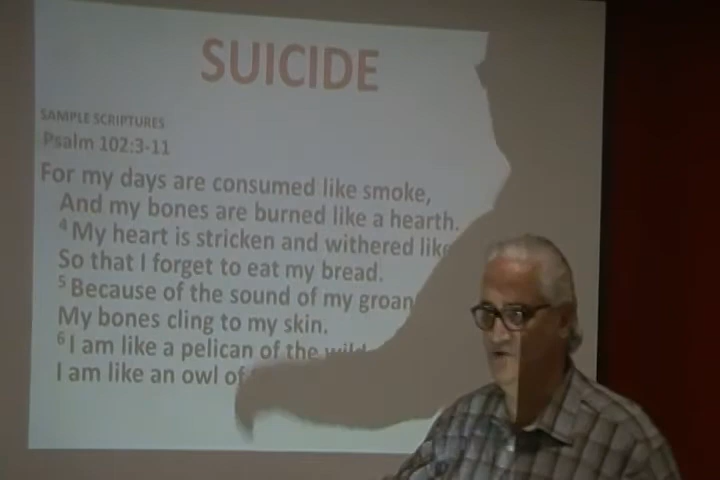 SUICIDE
SAMPLE SCRIPTURES
Psalm 102:3-11
For my days are consumed like smoke,
And my bones are burned like a hearth.
4 My heart is stricken and withered like
So that I forget to eat my bread.
5 Because of the sound of my groan
My bones cling to my skin.
6 I am like a pelican of the
I am like an owl of